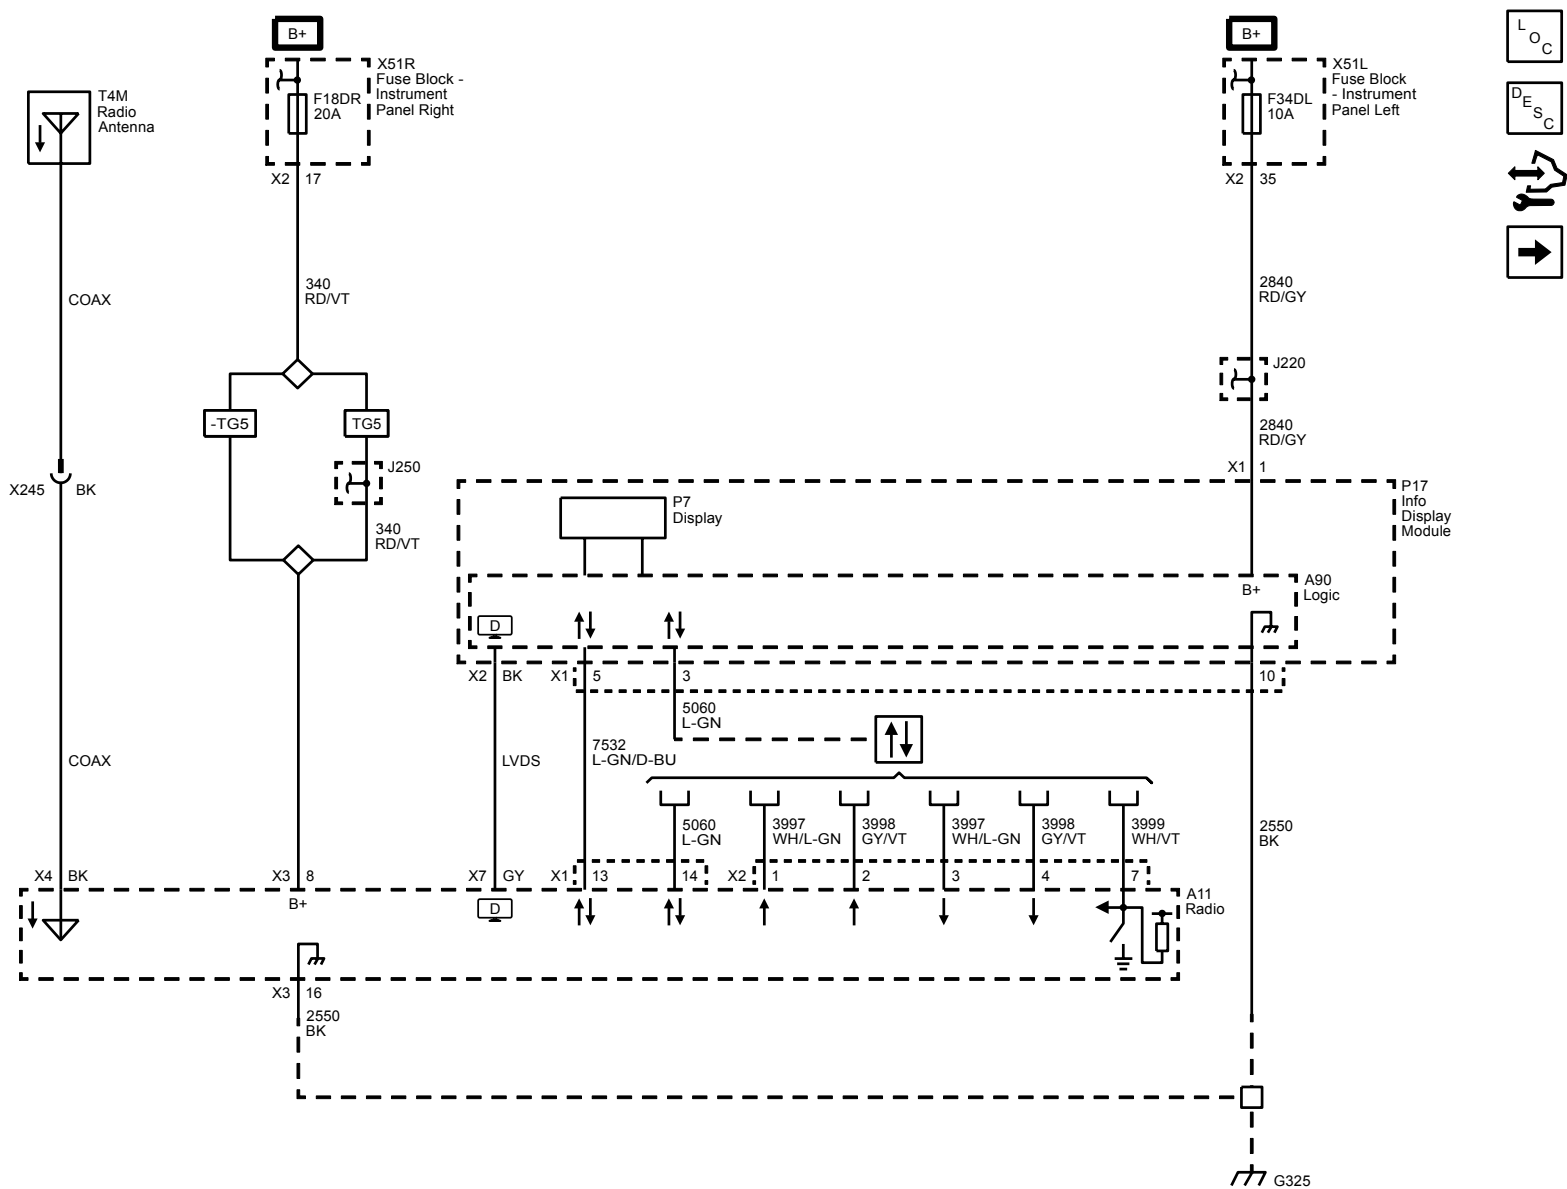 B+
B+
L
O
C
X51R
Fuse Block -
Instrument
Panel Right
X51L
Fuse Block
- Instrument
Panel Left
T4M
Radio
Antenna
F18DR
20A
F34DL
10A
D
E
S
C
X2 17
X2 35
COAX
340
RD/VT
2840
RD/GY
J220
-TG5
TG5
2840
RD/GY
J250
X1 1
X245 BK
P17
Info
Display
Module
P7
Display
340
RD/VT
A90
Logic
B+
D
X2 BK
X1 5
3
10
5060
L-GN
7532
L-GN/D-BU
COAX
LVDS
5060
L-GN
3997
WH/L-GN
3998
GY/VT
3997
WH/L-GN
3998
GY/VT
3999
WH/VT
2550
BK
X4 BK
X3 8
X7 GY
X1 13
14
X2 1
2
3
4
7
A11
Radio
B+
D
X3 16
2550
BK
G325